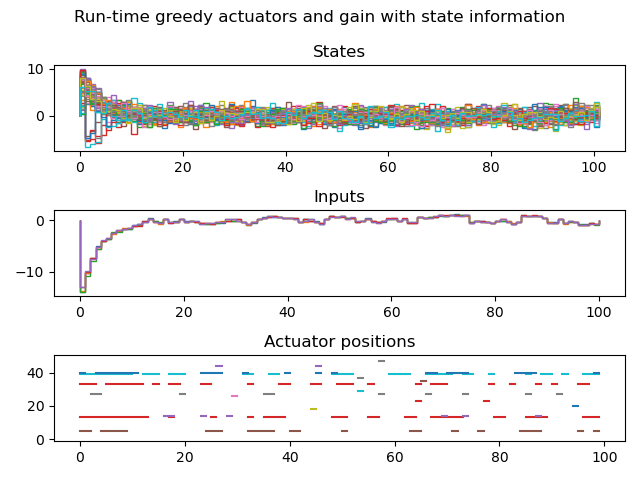 Run-time greedy actuators and gain with state information
States
10
0
0 20 40 60 80 100
Inputs
0
−10
0 20 40 60 80 100
Actuator positions
40
20
0
0 20 40 60 80 100